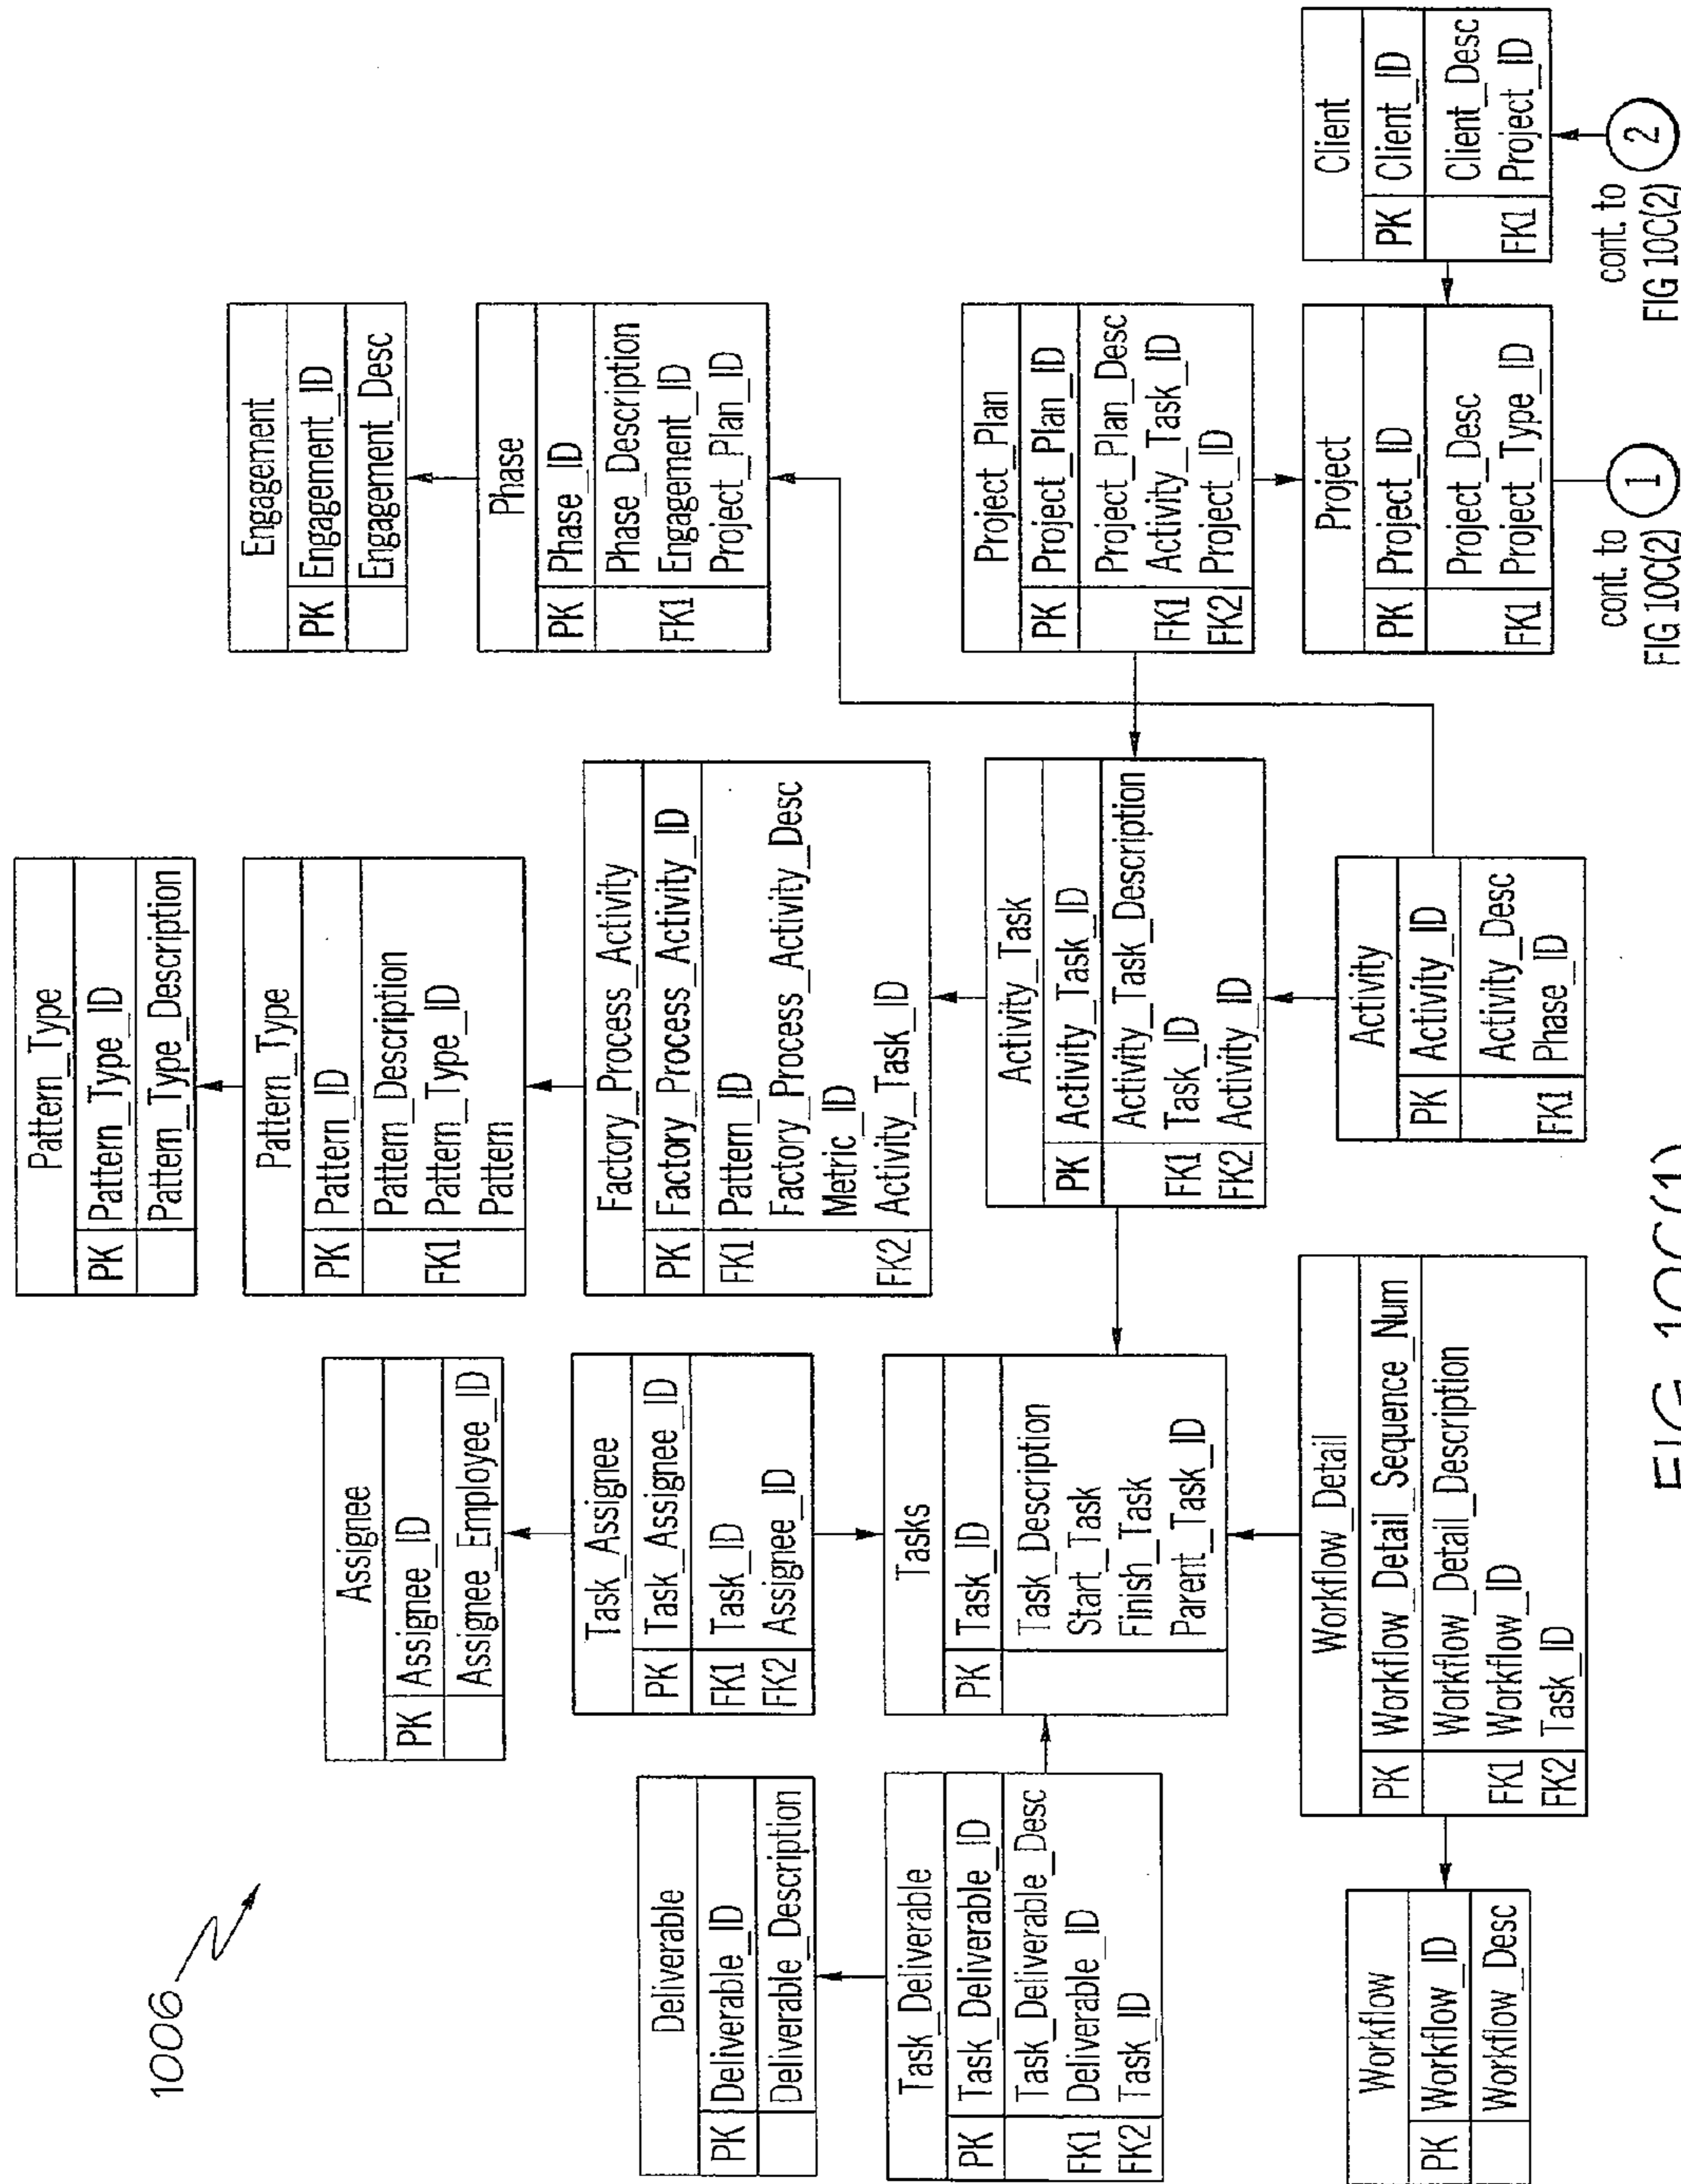 1006
Pattern_Type
PK Pattern_Type_ID
Pattern_Type_Description
Pattern_Type
PK Pattern_ID
Pattern_Description
FK1 Pattern_Type_ID
Pattern
Engagement
PK Engagement_ID
Engagement_Desc
Assignee
PK Assignee_ID
Assignee_Employee_ID
Phase
PK Phase_ID
Phase_Description
FK1 Engagement_ID
Project_Plan_ID
Factory_Process_Activity
PK Factory_Process_Activity_ID
FK1 Pattern_ID
Factory_Process_Activity_Desc
Metric_ID
FK2 Activity_Task_ID
Task_Assignee
PK Task_Assignee_ID
FK1 Task_ID
FK2 Assignee_ID
Deliverable
PK Deliverable_ID
Deliverable_Description
Task_Deliverable
PK Task_Deliverable_ID
Task_Deliverable_Desc
FK1 Deliverable_ID
FK2 Task_ID
Tasks
PK Task_ID
Task_Description
Start_Task
Finish_Task
Parent_Task_ID
Activity_Task
PK Activity_Task_ID
Activity_Task_Description
FK1 Task_ID
FK2 Activity_ID
Project_Plan
PK Project_Plan_ID
Project_Plan_Desc
FK1 Activity_Task_ID
FK2 Project_ID
Workflow
PK Workflow_ID
Workflow_Desc
Workflow_Detail
PK Workflow_Detail_Sequence_Num
Workflow_Detail_Description
FK1 Workflow_ID
FK2 Task_ID
Activity
PK Activity_ID
Activity_Desc
FK1 Phase_ID
Project
PK Project_ID
Project_Desc
FK1 Project_Type_ID
Client
PK Client_ID
Client_Desc
FK1 Project_ID
cont. to 1
FIG 10C(2)
cont. to 2
FIG 10C(2)
FIG. 10C(1)